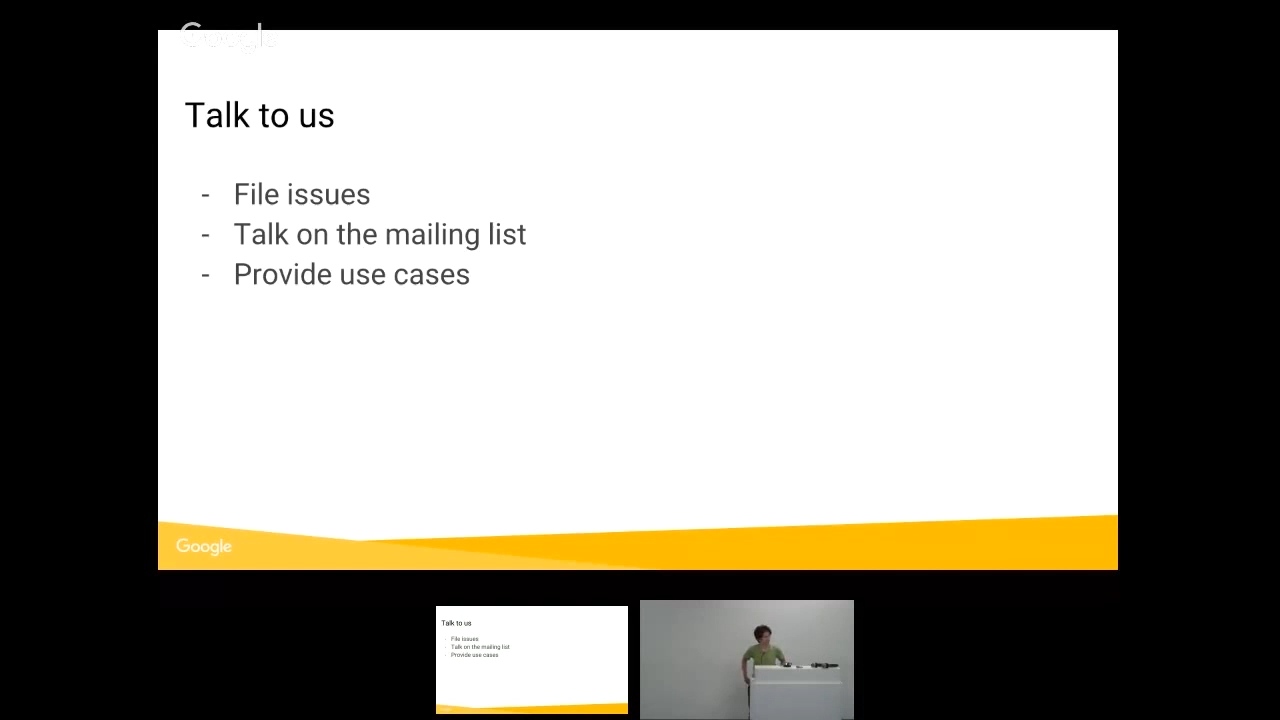 Google
Talk to us
- File issues
- Talk on the mailing list
- Provide use cases
Google
Talk to us
- File issues
- Talk on the mailing list
- Provide use cases